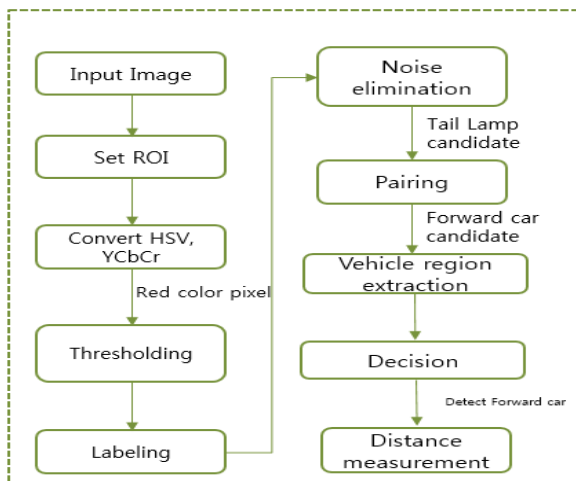 Input Image
Set ROI
Convert HSV,
YCbCr
Red color pixel
Thresholding
Labeling
Noise
elimination
Tail Lamp
candidate
Pairing
Forward car
candidate
Vehicle region
extraction
Decision
Detect Forward car
Distance
measurement